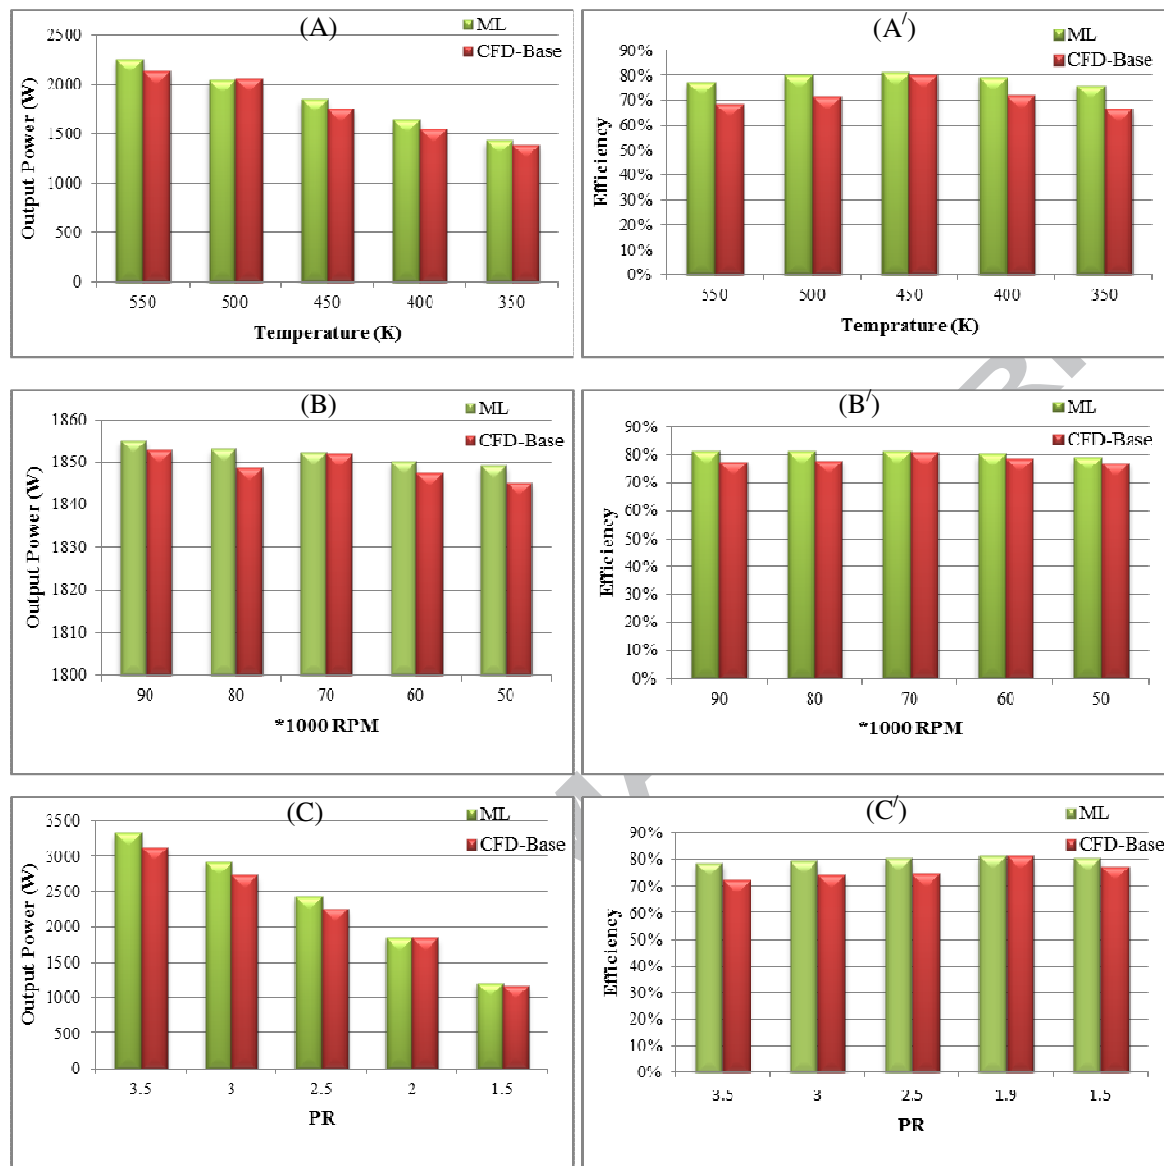 (A)
ML
CFD-Base
2500
2000
1500
1000
500
0
Output Power (W)
550 500 450 400 350
Temperature (K)
(A/)
ML
CFD-Base
90%
80%
70%
60%
50%
40%
30%
20%
10%
0%
Efficiency
550 500 450 400 350
Temprature (K)
(B)
ML
CFD-Base
1860
1850
1840
1830
1820
1810
1800
Output Power (W)
90 80 70 60 50
*1000 RPM
(B/)
ML
CFD-Base
90%
80%
70%
60%
50%
40%
30%
20%
10%
0%
Efficiency
90 80 70 60 50
*1000 RPM
(C)
ML
CFD-Base
3500
3000
2500
2000
1500
1000
500
0
Output Power (W)
3.5 3 2.5 2 1.5
PR
(C/)
ML
CFD-Base
90%
80%
70%
60%
50%
40%
30%
20%
10%
0%
Efficiency
3.5 3 2.5 1.9 1.5
PR